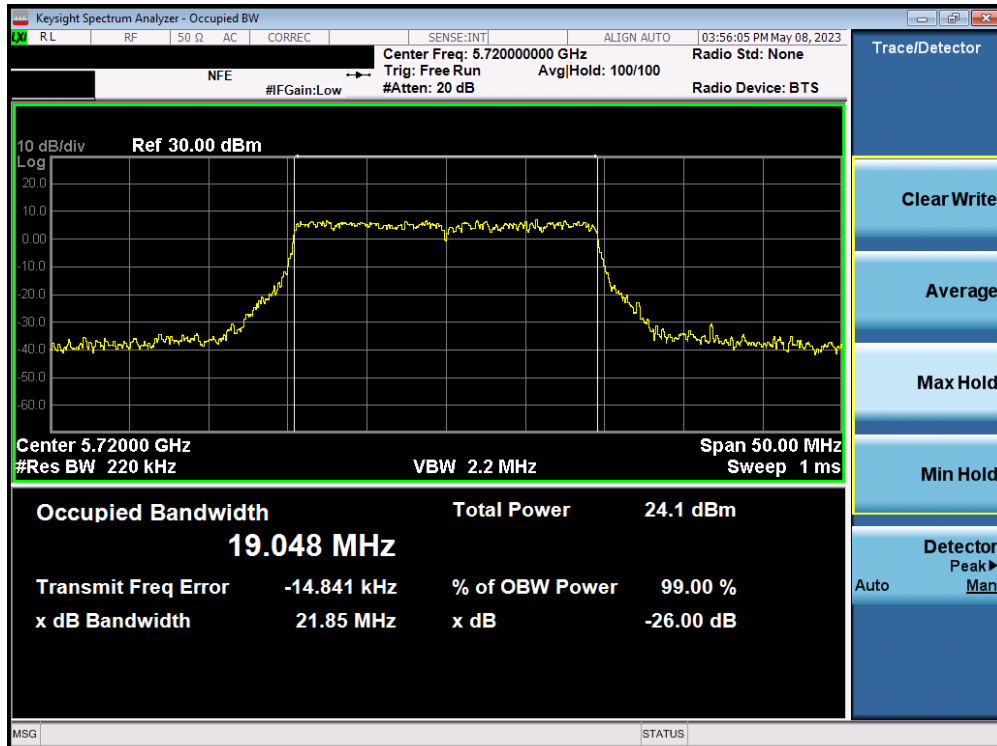 Keysight Spectrum Analyzer - Occupied BW
LXI RL RF 50 Ω AC CORREC SENSE:INT ALIGN AUTO 03:56:05 PM May 08, 2023
Center Freq: 5.720000000 GHz Radio Std: None
NFE Trig: Free Run Avg|Hold: 100/100
#IFGain:Low #Atten: 20 dB Radio Device: BTS
10 dB/div Ref 30.00 dBm
Log
20.0
10.0
0.00
-10.0
-20.0
-30.0
-40.0
-50.0
-60.0
Center 5.72000 GHz Span 50.00 MHz
#Res BW 220 kHz VBW 2.2 MHz Sweep 1 ms
Occupied Bandwidth Total Power 24.1 dBm
19.048 MHz
Transmit Freq Error -14.841 kHz % of OBW Power 99.00 %
x dB Bandwidth 21.85 MHz x dB -26.00 dB
MSG STATUS
Trace/Detector
Clear Write
Average
Max Hold
Min Hold
Detector
Peak▶
Auto Man